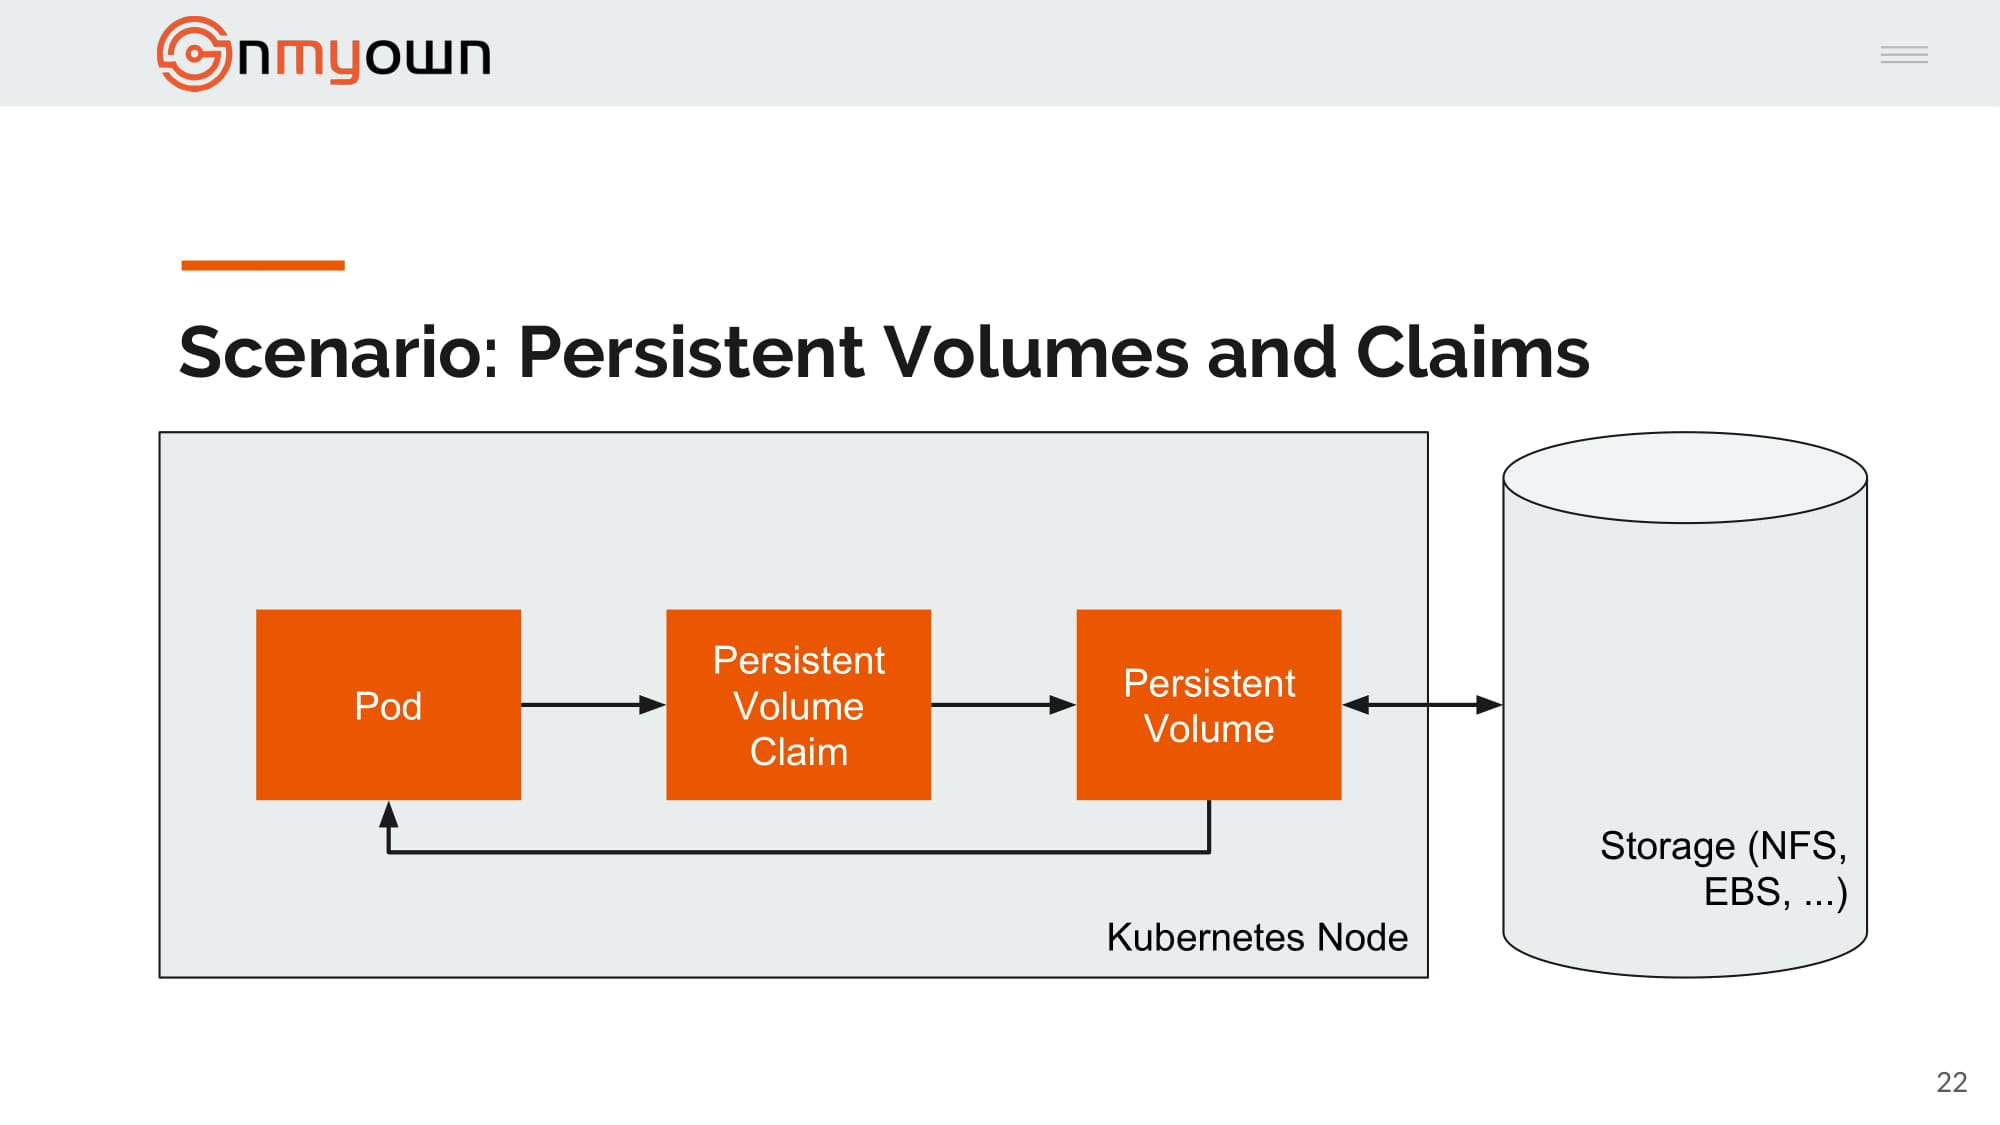 onmyown
Scenario: Persistent Volumes and Claims
Pod
Persistent
Volume
Claim
Persistent
Volume
Storage (NFS,
EBS, ...)
Kubernetes Node
22